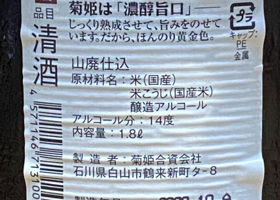 菊姫は「濃醇旨口」――
じっくり熟成させて、旨みをのせてい
ます。だから、ほんのり黄金色。
品目
清酒
山廃仕込
原材料名：米(国産)
米こうじ(国産米)
醸造アルコール
アルコール分：14度
内容量：1.8ℓ
製造者：菊姫合資会社
石川県白山市鶴来新町タ-8
キャップ:
PE
金属
プラ